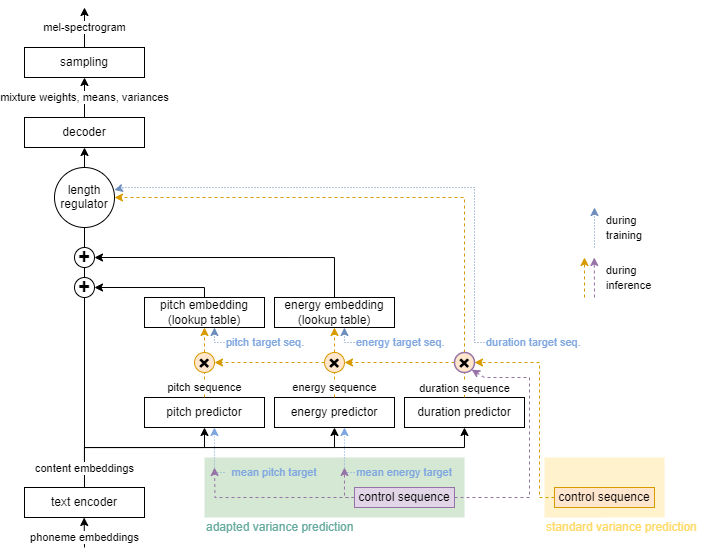 mel-spectrogram
sampling
mixture weights, means, variances
decoder
length
regulator
during
training
during
inference
pitch embedding
(lookup table)
energy embedding
(lookup table)
pitch target seq.
energy target seq.
duration target seq.
pitch sequence
energy sequence
duration sequence
pitch predictor
energy predictor
duration predictor
content embeddings
mean pitch target
mean energy target
text encoder
control sequence
control sequence
adapted variance prediction
standard variance prediction
phoneme embeddings